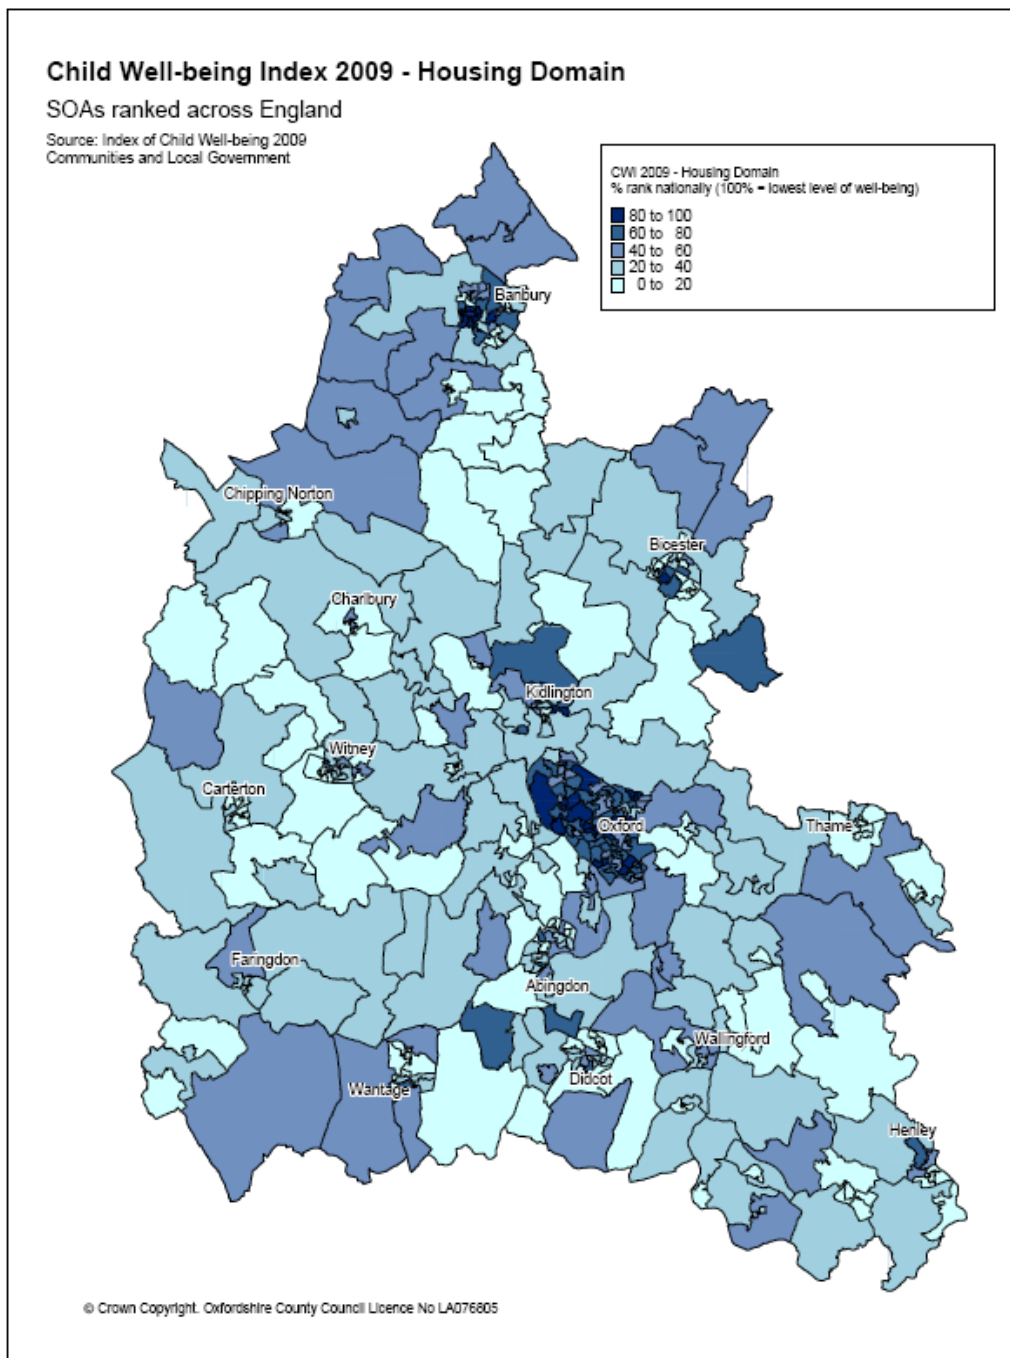 Child Well-being Index 2009 - Housing Domain
SOAs ranked across England
Source: Index of Child Well-being 2009
Communities and Local Government
CWI 2009 - Housing Domain
% rank nationally (100% = lowest level of well-being)
80 to 100
60 to 80
40 to 60
20 to 40
0 to 20
Banbury
Chipping Norton
Bicester
Charlbury
Kidlington
Witney
Carterton
Oxford
Thame
Faringdon
Abingdon
Wallingford
Didcot
Wantage
Henley
© Crown Copyright. Oxfordshire County Council Licence No LA076805